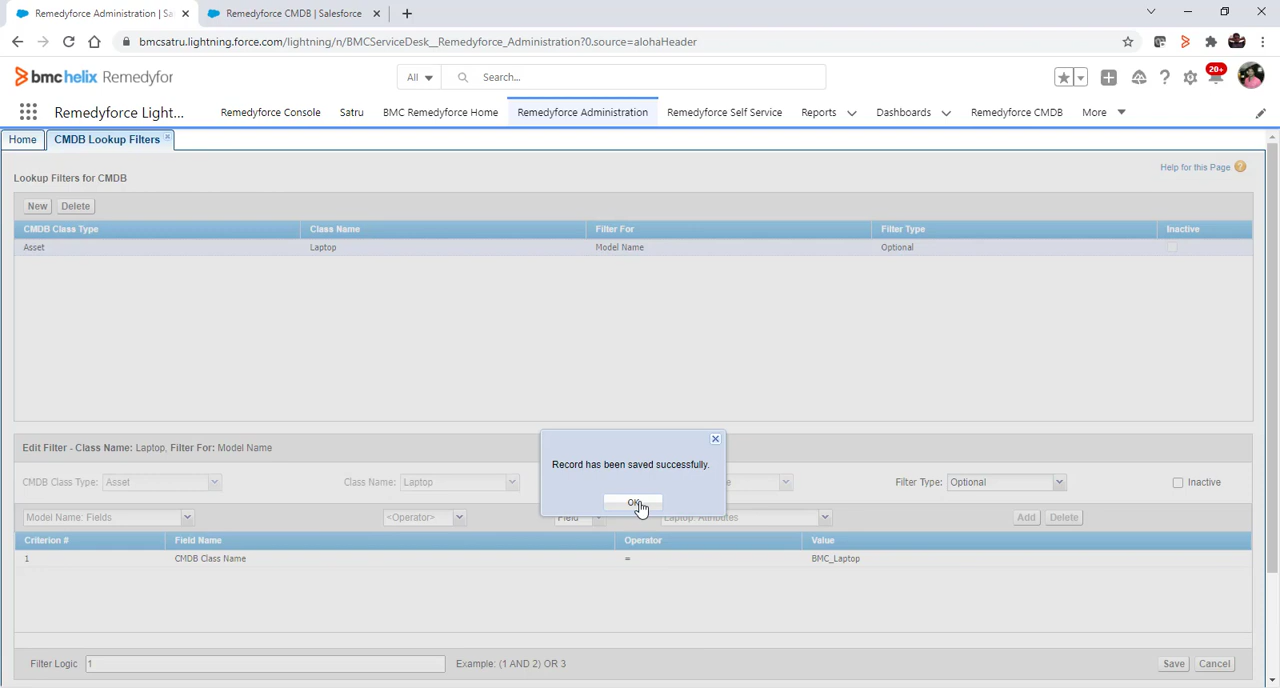 Remedyforce Administration | Sa
Remedyforce CMDB | Salesforce
bmcsatru.lightning.force.com/lightning/n/BMCServiceDesk__Remedyforce_Administration?0.source=alohaHeader
bmc helix Remedyfor
All
Search...
20+
Remedyforce Light...
Remedyforce Console
Satru
BMC Remedyforce Home
Remedyforce Administration
Remedyforce Self Service
Reports
Dashboards
Remedyforce CMDB
More
Home
CMDB Lookup Filters
Help for this Page
Lookup Filters for CMDB
New
Delete
CMDB Class Type
Class Name
Filter For
Filter Type
Inactive
Asset
Laptop
Model Name
Optional
Edit Filter - Class Name: Laptop, Filter For: Model Name
Record has been saved successfully.
OK
CMDB Class Type: Asset
Class Name: Laptop
Filter Type: Optional
Inactive
Model Name: Fields
<Operator>
Field
Laptop: Attributes
Add
Delete
Criterion #
Field Name
Operator
Value
1
CMDB Class Name
=
BMC_Laptop
Filter Logic
1
Example: (1 AND 2) OR 3
Save
Cancel